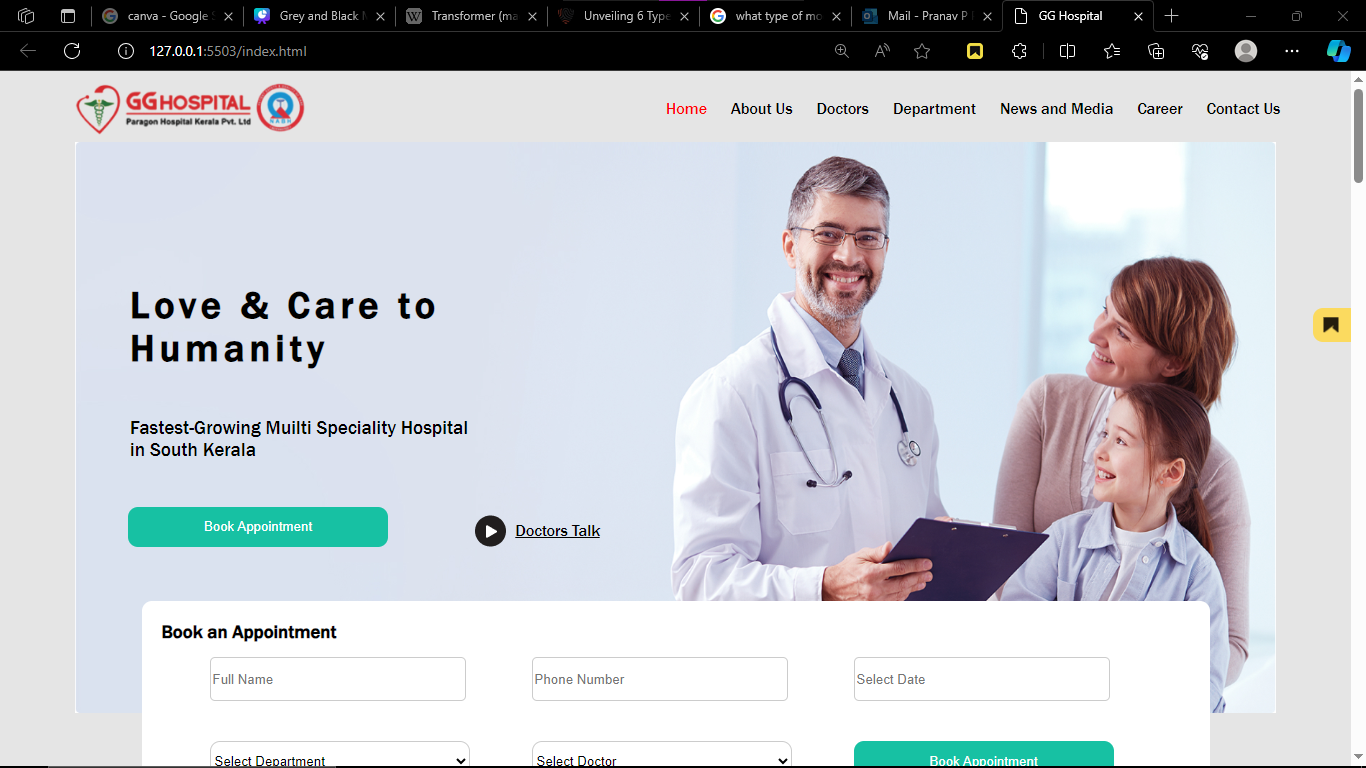 canva - Google S
Grey and Black M
Transformer (ma
Unveiling 6 Type
what type of mo
Mail - Pranav P
GG Hospital
127.0.0.1:5503/index.html
GG HOSPITAL
Paragon Hospital Kerala Pvt. Ltd
NABH
Home
About Us
Doctors
Department
News and Media
Career
Contact Us
Love & Care to
Humanity
Fastest-Growing Muilti Speciality Hospital
in South Kerala
Book Appointment
Doctors Talk
Book an Appointment
Full Name
Phone Number
Select Date
Select Department
Select Doctor
Book Appointment